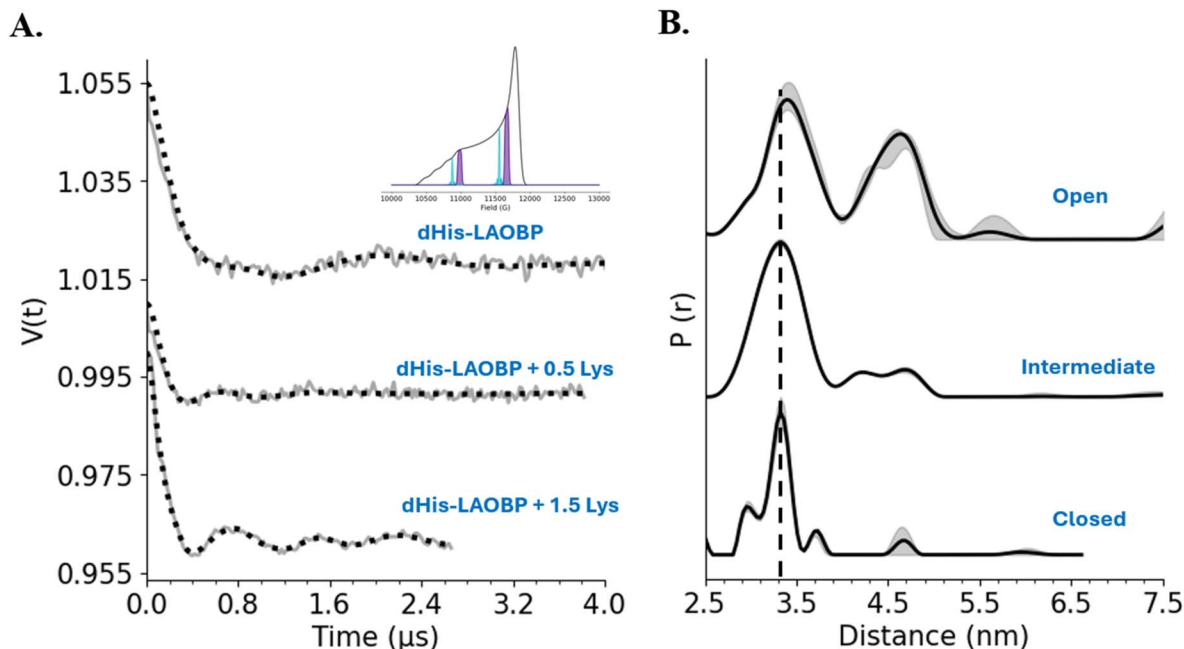 A.
V(t)
1.055
1.035
1.015
0.995
0.975
0.955
10000 10500 11000 11500 12000 12500 13000
Field (G)
dHis-LAOBP
dHis-LAOBP + 0.5 Lys
dHis-LAOBP + 1.5 Lys
0.0 0.8 1.6 2.4 3.2 4.0
Time (μs)
B.
P (r)
Open
Intermediate
Closed
2.5 3.5 4.5 5.5 6.5 7.5
Distance (nm)